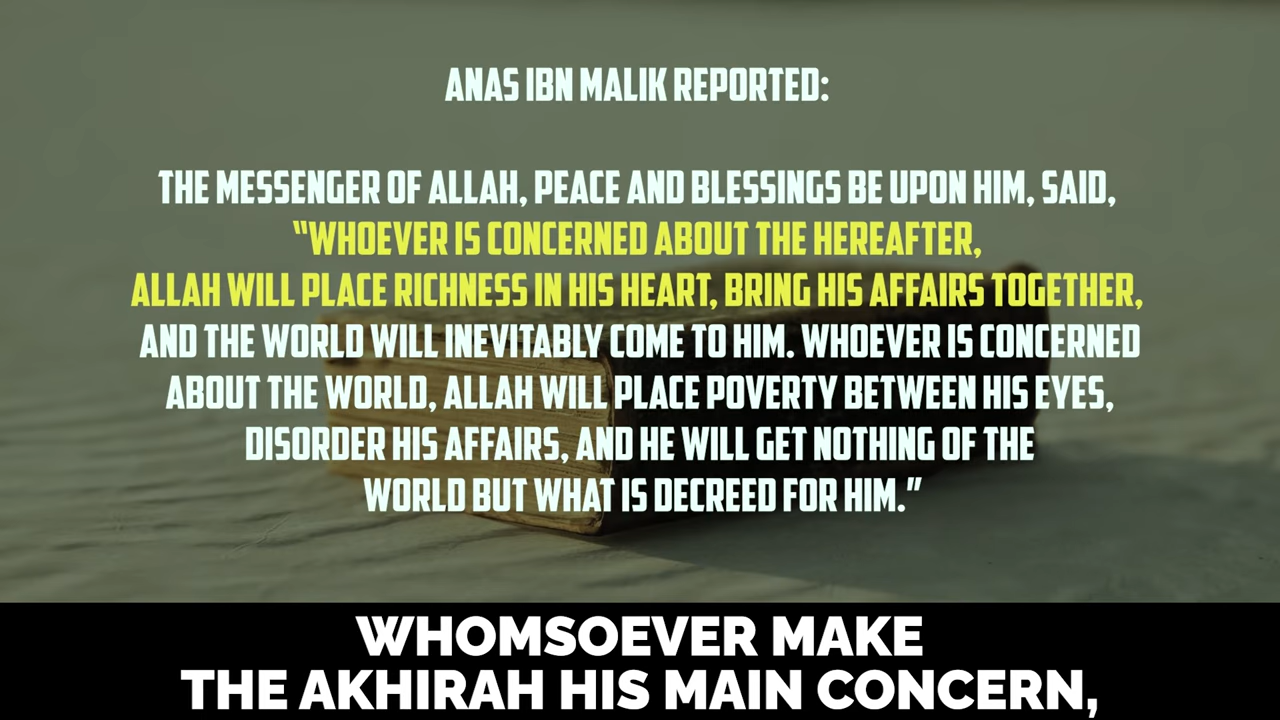 ANAS IBN MALIK REPORTED:
THE MESSENGER OF ALLAH, PEACE AND BLESSINGS BE UPON HIM, SAID,
“WHOEVER IS CONCERNED ABOUT THE HEREAFTER,
ALLAH WILL PLACE RICHNESS IN HIS HEART, BRING HIS AFFAIRS TOGETHER,
AND THE WORLD WILL INEVITABLY COME TO HIM. WHOEVER IS CONCERNED
ABOUT THE WORLD, ALLAH WILL PLACE POVERTY BETWEEN HIS EYES,
DISORDER HIS AFFAIRS, AND HE WILL GET NOTHING OF THE
WORLD BUT WHAT IS DECREED FOR HIM.”
WHOMSOEVER MAKE
THE AKHIRAH HIS MAIN CONCERN,